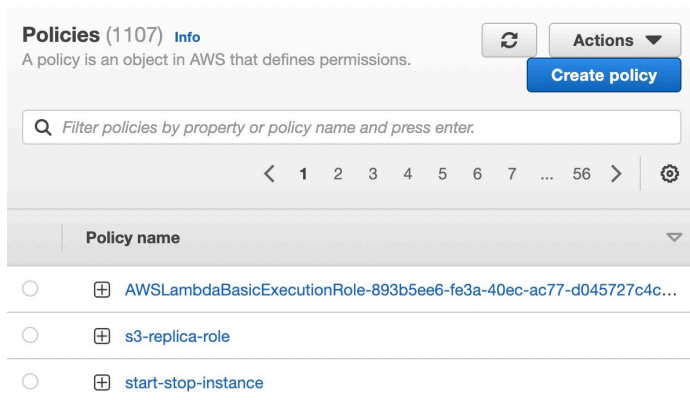 Policies (1107) Info
A policy is an object in AWS that defines permissions.
Actions
Create policy
Filter policies by property or policy name and press enter.
1 2 3 4 5 6 7 ... 56
Policy name
AWSLambdaBasicExecutionRole-893b5ee6-fe3a-40ec-ac77-d045727c4c...
s3-replica-role
start-stop-instance